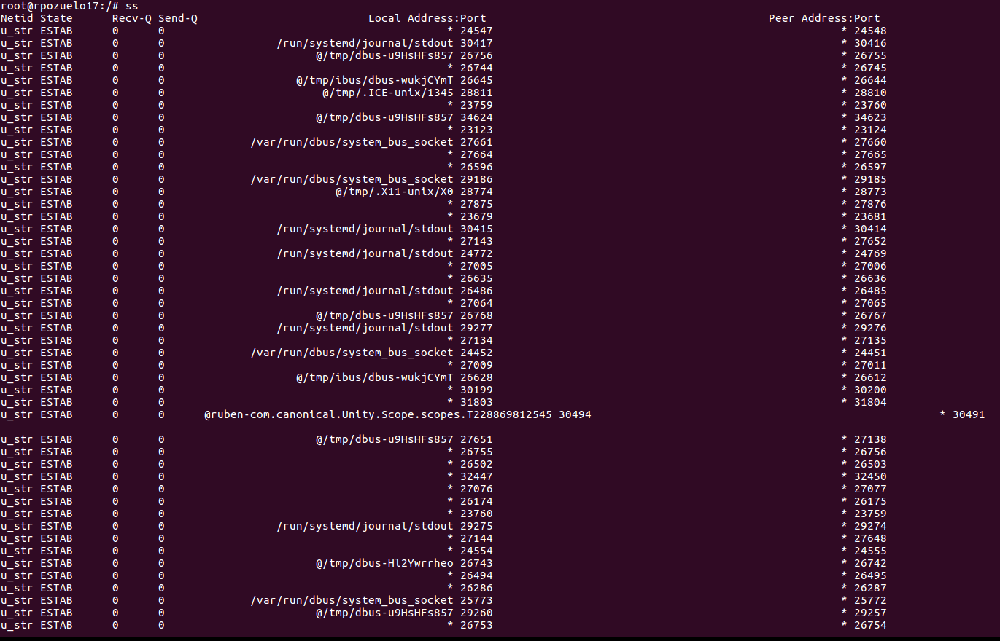 root@rpozuelo17:/# ss
Netid State Recv-Q Send-Q Local Address:Port Peer Address:Port
u_str ESTAB 0 0 * 24547 * 24548
u_str ESTAB 0 0 /run/systemd/journal/stdout 30417 * 30416
u_str ESTAB 0 0 @/tmp/dbus-u9HsHFs857 26756 * 26755
u_str ESTAB 0 0 * 26744 * 26745
u_str ESTAB 0 0 @/tmp/ibus/dbus-wukjCYmT 26645 * 26644
u_str ESTAB 0 0 @/tmp/.ICE-unix/1345 28811 * 28810
u_str ESTAB 0 0 * 23759 * 23760
u_str ESTAB 0 0 @/tmp/dbus-u9HsHFs857 34624 * 34623
u_str ESTAB 0 0 * 23123 * 23124
u_str ESTAB 0 0 /var/run/dbus/system_bus_socket 27661 * 27660
u_str ESTAB 0 0 * 27664 * 27665
u_str ESTAB 0 0 * 26596 * 26597
u_str ESTAB 0 0 /var/run/dbus/system_bus_socket 29186 * 29185
u_str ESTAB 0 0 @/tmp/.X11-unix/X0 28774 * 28773
u_str ESTAB 0 0 * 27875 * 27876
u_str ESTAB 0 0 * 23679 * 23681
u_str ESTAB 0 0 /run/systemd/journal/stdout 30415 * 30414
u_str ESTAB 0 0 * 27143 * 27652
u_str ESTAB 0 0 /run/systemd/journal/stdout 24772 * 24769
u_str ESTAB 0 0 * 27005 * 27006
u_str ESTAB 0 0 * 26635 * 26636
u_str ESTAB 0 0 /run/systemd/journal/stdout 26486 * 26485
u_str ESTAB 0 0 * 27064 * 27065
u_str ESTAB 0 0 @/tmp/dbus-u9HsHFs857 26768 * 26767
u_str ESTAB 0 0 /run/systemd/journal/stdout 29277 * 29276
u_str ESTAB 0 0 * 27134 * 27135
u_str ESTAB 0 0 /var/run/dbus/system_bus_socket 24452 * 24451
u_str ESTAB 0 0 * 27009 * 27011
u_str ESTAB 0 0 @/tmp/ibus/dbus-wukjCYmT 26628 * 26612
u_str ESTAB 0 0 * 30199 * 30200
u_str ESTAB 0 0 * 31803 * 31804
u_str ESTAB 0 0 @ruben-com.canonical.Unity.Scope.scopes.T228869812545 30494 * 30491
u_str ESTAB 0 0 @/tmp/dbus-u9HsHFs857 27651 * 27138
u_str ESTAB 0 0 * 26755 * 26756
u_str ESTAB 0 0 * 26502 * 26503
u_str ESTAB 0 0 * 32447 * 32450
u_str ESTAB 0 0 * 27076 * 27077
u_str ESTAB 0 0 * 26174 * 26175
u_str ESTAB 0 0 * 23760 * 23759
u_str ESTAB 0 0 /run/systemd/journal/stdout 29275 * 29274
u_str ESTAB 0 0 * 27144 * 27648
u_str ESTAB 0 0 * 24554 * 24555
u_str ESTAB 0 0 @/tmp/dbus-Hl2Ywrrheo 26743 * 26742
u_str ESTAB 0 0 * 26494 * 26495
u_str ESTAB 0 0 * 26286 * 26287
u_str ESTAB 0 0 /var/run/dbus/system_bus_socket 25773 * 25772
u_str ESTAB 0 0 @/tmp/dbus-u9HsHFs857 29260 * 29257
u_str ESTAB 0 0 * 26753 * 26754